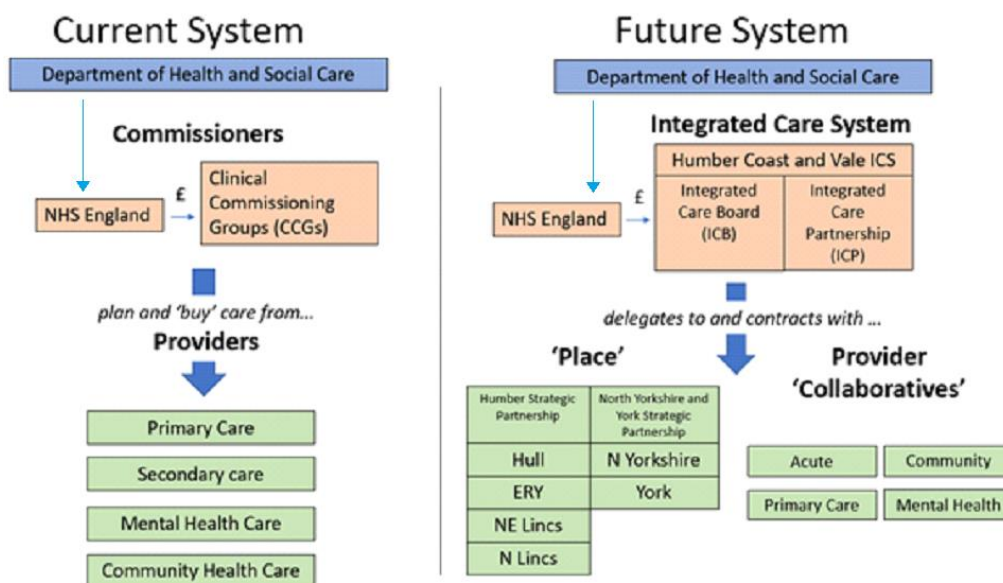 Current System
Department of Health and Social Care
Commissioners
NHS England
£
Clinical
Commissioning
Groups (CCGs)
plan and ‘buy’ care from...
Providers
Primary Care
Secondary care
Mental Health Care
Community Health Care
Future System
Department of Health and Social Care
Integrated Care System
Humber Coast and Vale ICS
NHS England
£
Integrated
Care Board
(ICB)
Integrated
Care
Partnership
(ICP)
delegates to and contracts with ...
‘Place’
Humber Strategic
Partnership
North Yorkshire and
York Strategic
Partnership
Hull
N Yorkshire
ERY
York
NE Lincs
N Lincs
Provider
‘Collaboratives’
Acute
Community
Primary Care
Mental Health